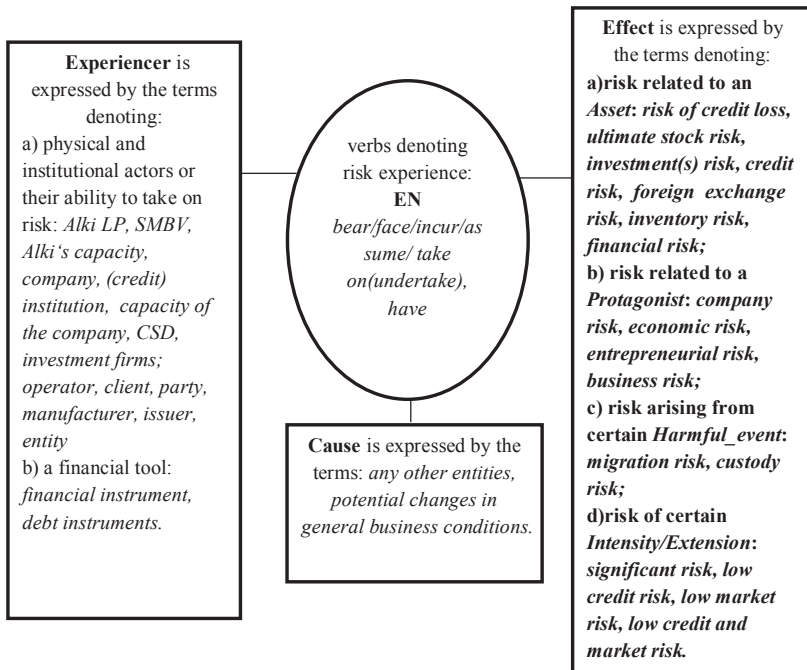 Experiencer is
expressed by the terms
denoting:
a) physical and
institutional actors or
their ability to take on
risk: Alki LP, SMBV,
Alki‘s capacity,
company, (credit)
institution, capacity of
the company, CSD,
investment firms;
operator, client, party,
manufacturer, issuer,
entity
b) a financial tool:
financial instrument,
debt instruments.
verbs denoting
risk experience:
EN
bear/face/incur/as
sume/ take
on(undertake),
have
Cause is expressed by the
terms: any other entities,
potential changes in
general business conditions.
Effect is expressed by
the terms denoting:
a)risk related to an
Asset: risk of credit loss,
ultimate stock risk,
investment(s) risk, credit
risk, foreign exchange
risk, inventory risk,
financial risk;
b) risk related to a
Protagonist: company
risk, economic risk,
entrepreneurial risk,
business risk;
c) risk arising from
certain Harmful_event:
migration risk, custody
risk;
d)risk of certain
Intensity/Extension:
significant risk, low
credit risk, low market
risk, low credit and
market risk.